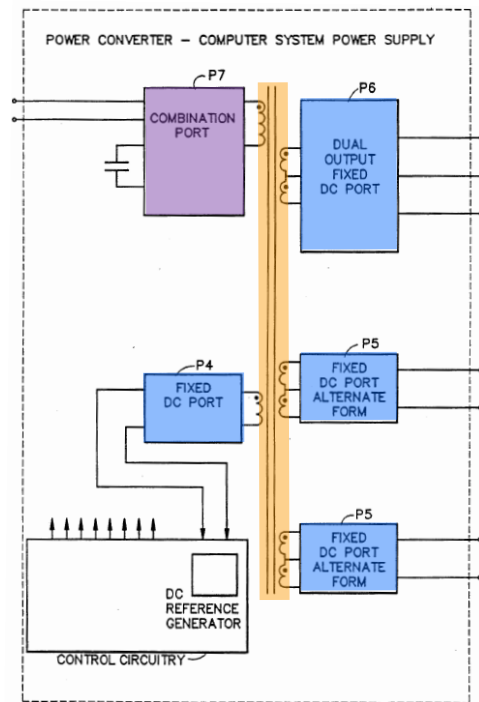 POWER CONVERTER – COMPUTER SYSTEM POWER SUPPLY
P7
COMBINATION
PORT
P6
DUAL
OUTPUT
FIXED
DC PORT
P4
FIXED
DC PORT
P5
FIXED
DC PORT
ALTERNATE
FORM
P5
FIXED
DC PORT
ALTERNATE
FORM
DC
REFERENCE
GENERATOR
CONTROL CIRCUITRY